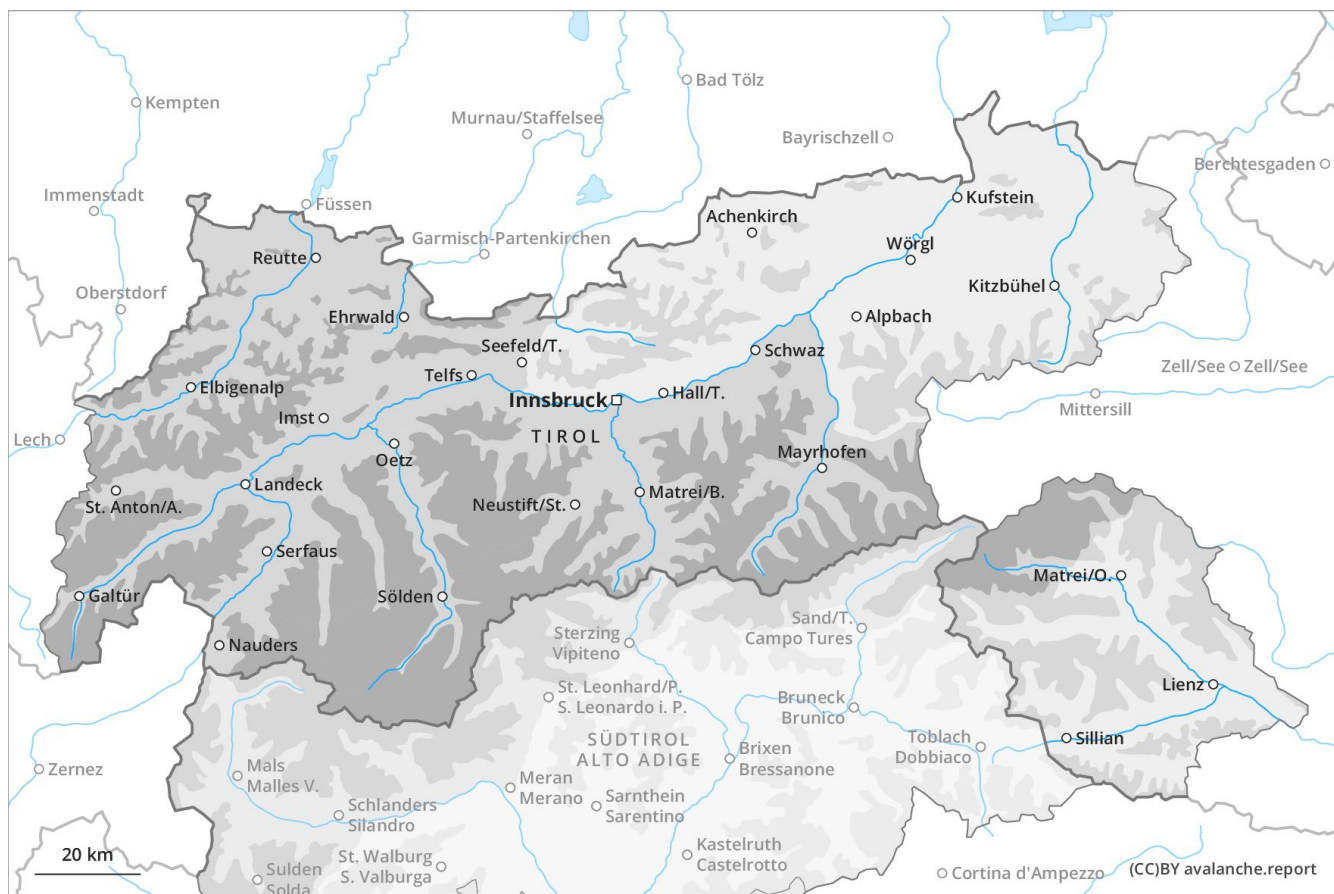 Bad Tölz
Kempten
Murnau/Staffelsee
Bayrischzell
Berchtesgaden
Immenstadt
Füssen
Kufstein
Achenkirch
Garmisch-Partenkirchen
Wörgl
Reutte
Kitzbühel
Oberstdorf
Ehrwald
Alpbach
Seefeld/T.
Schwaz
Zell/See
Zell/See
Telfs
Elbigenalp
Hall/T.
Innsbruck
Mittersill
Imst
Lech
TIROL
Oetz
Mayrhofen
Landeck
Matrei/B.
St. Anton/A.
Neustift/St.
Serfaus
Matrei/O.
Galtür
Sölden
Sand/T.
Campo Tures
Sterzing
Vipiteno
Nauders
Lienz
St. Leonhard/P.
S. Leonardo i. P.
Bruneck
Brunico
SÜDTIROL
ALTO ADIGE
Toblach
Dobbiaco
Sillian
Brixen
Bressanone
Zernez
Mals
Malles V.
Meran
Merano
Sarnthein
Sarentino
Schlanders
Silandro
Kastelruth
Castelrotto
20 km
St. Walburg
S. Valburga
Sulden
Solda
Cortina d'Ampezzo
(CC)BY avalanche.report